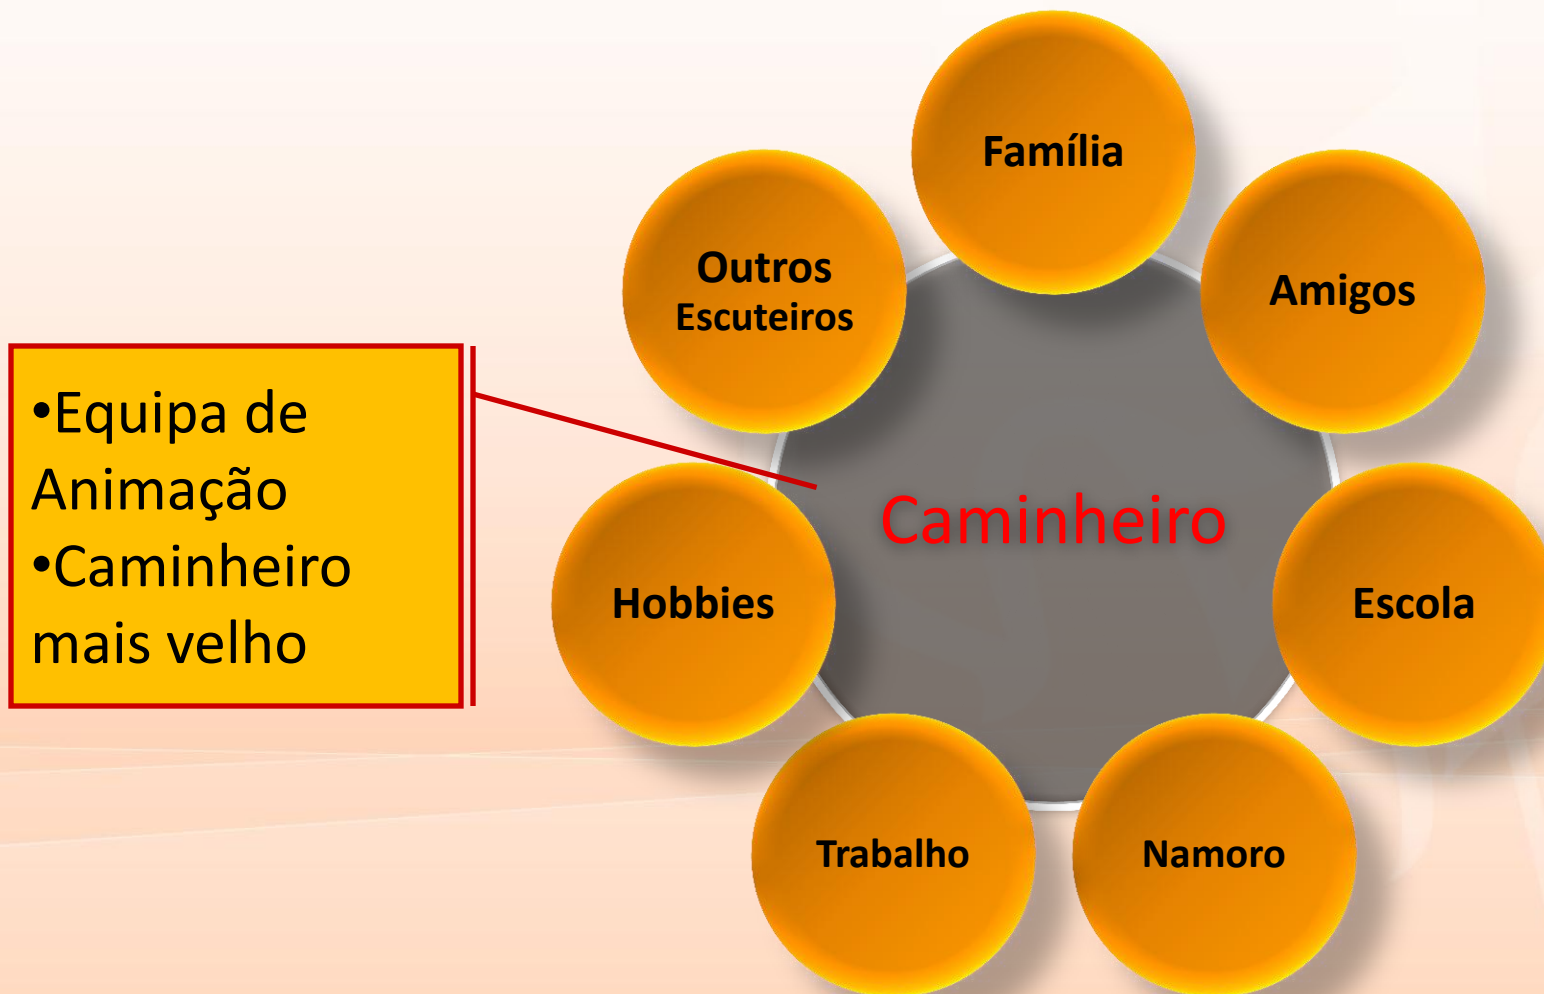 Família
Outros
Escuteiros
Amigos
•Equipa de
Animação
•Caminheiro
mais velho
Caminheiro
Hobbies
Escola
Trabalho
Namoro